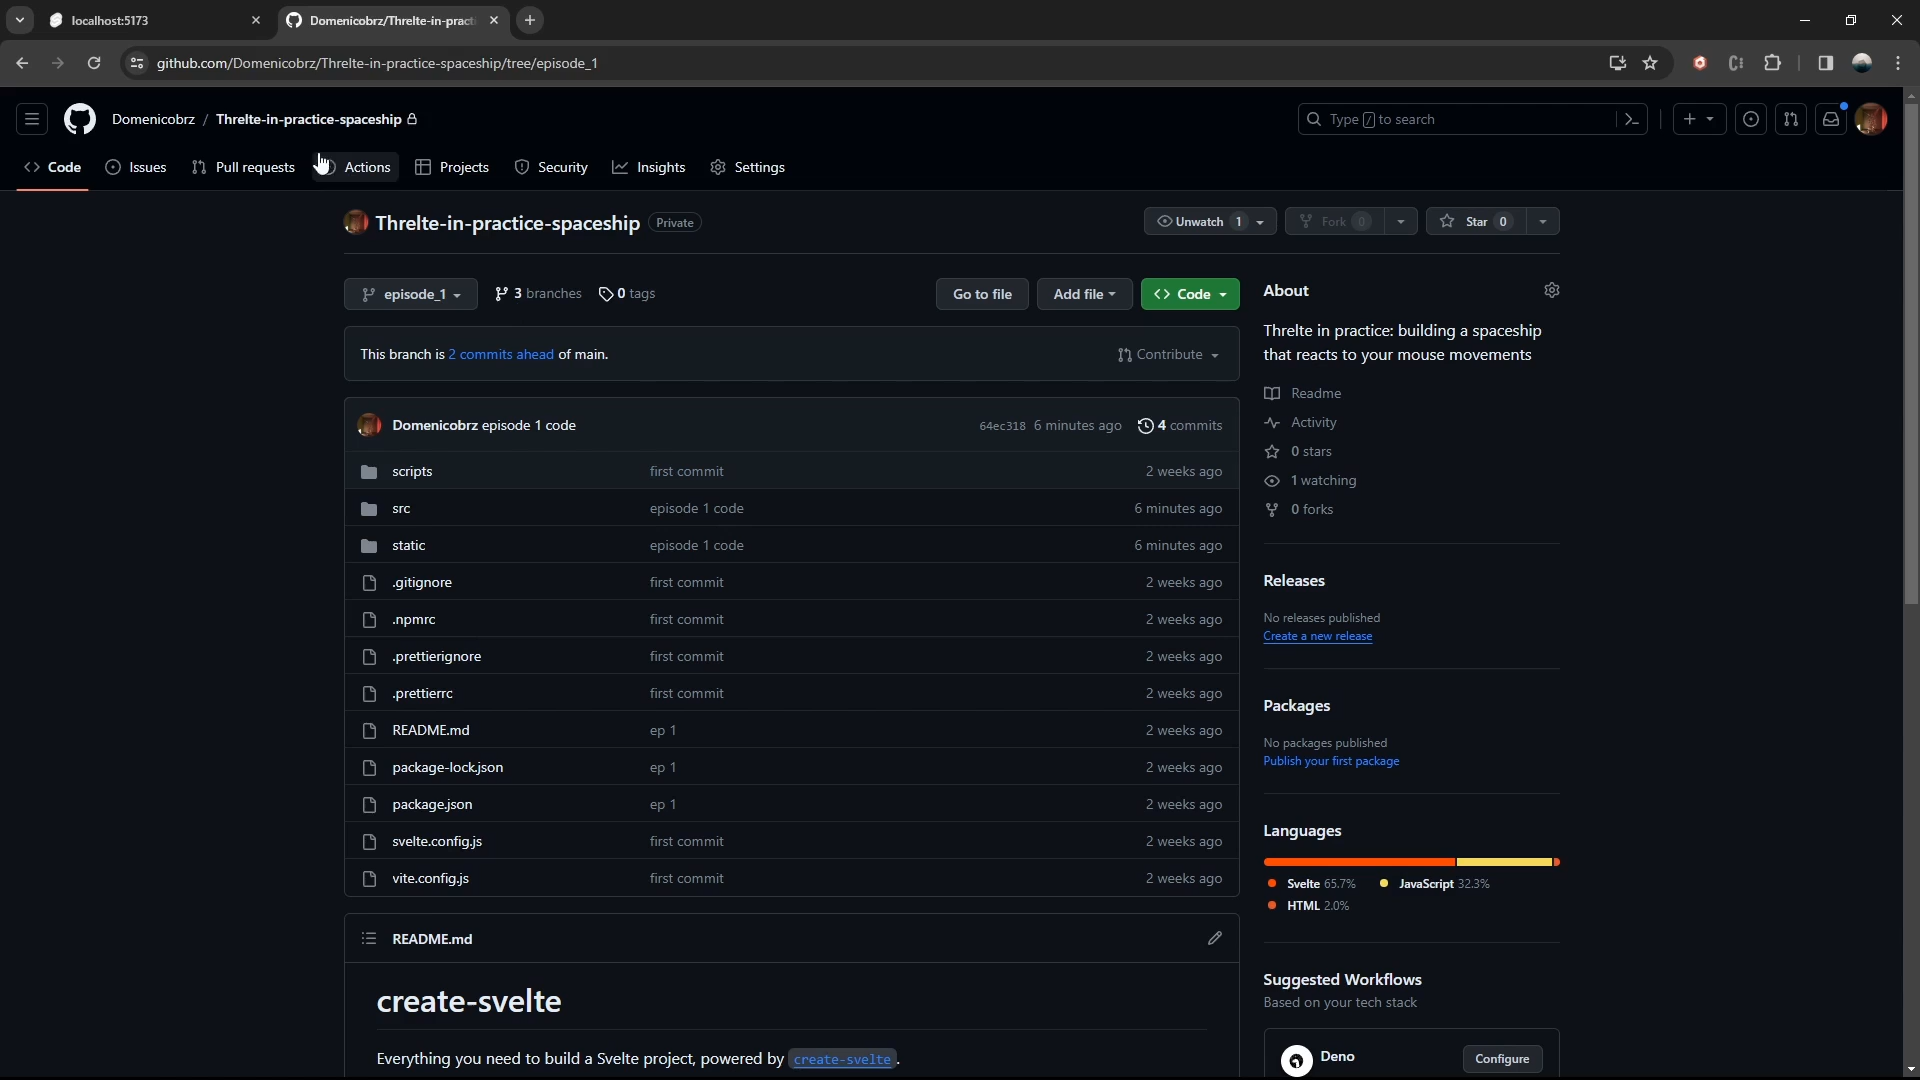 localhost:5173
Domenicobrz/Threlte-in-pract
github.com/Domenicobrz/Threlte-in-practice-spaceship/tree/episode_1
Domenicobrz / Threlte-in-practice-spaceship
Type / to search
Code Issues Pull requests Actions Projects Security Insights Settings
Threlte-in-practice-spaceship Private
Unwatch 1 Fork 0 Star 0
episode_1 3 branches 0 tags Go to file Add file Code
This branch is 2 commits ahead of main. Contribute
Domenicobrz episode 1 code 64ec318 6 minutes ago 4 commits
scripts first commit 2 weeks ago
src episode 1 code 6 minutes ago
static episode 1 code 6 minutes ago
.gitignore first commit 2 weeks ago
.npmrc first commit 2 weeks ago
.prettierignore first commit 2 weeks ago
.prettierrc first commit 2 weeks ago
README.md ep 1 2 weeks ago
package-lock.json ep 1 2 weeks ago
package.json ep 1 2 weeks ago
svelte.config.js first commit 2 weeks ago
vite.config.js first commit 2 weeks ago
README.md
create-svelte
Everything you need to build a Svelte project, powered by create-svelte.
About
Threlte in practice: building a spaceship
that reacts to your mouse movements
Readme
Activity
0 stars
1 watching
0 forks
Releases
No releases published
Create a new release
Packages
No packages published
Publish your first package
Languages
Svelte 65.7% JavaScript 32.3%
HTML 2.0%
Suggested Workflows
Based on your tech stack
Deno Configure